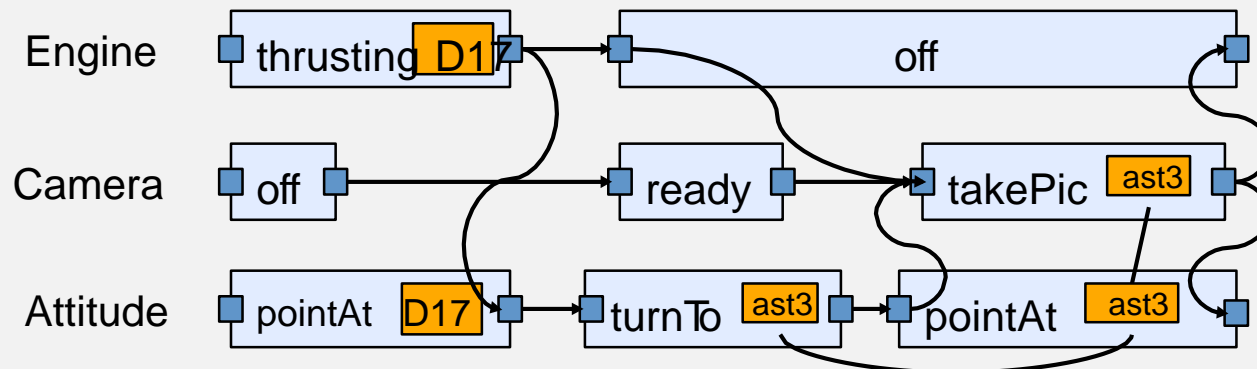 Engine thrusting D17 off
Camera off ready takePic ast3
Attitude pointAt D17 turnTo ast3 pointAt ast3